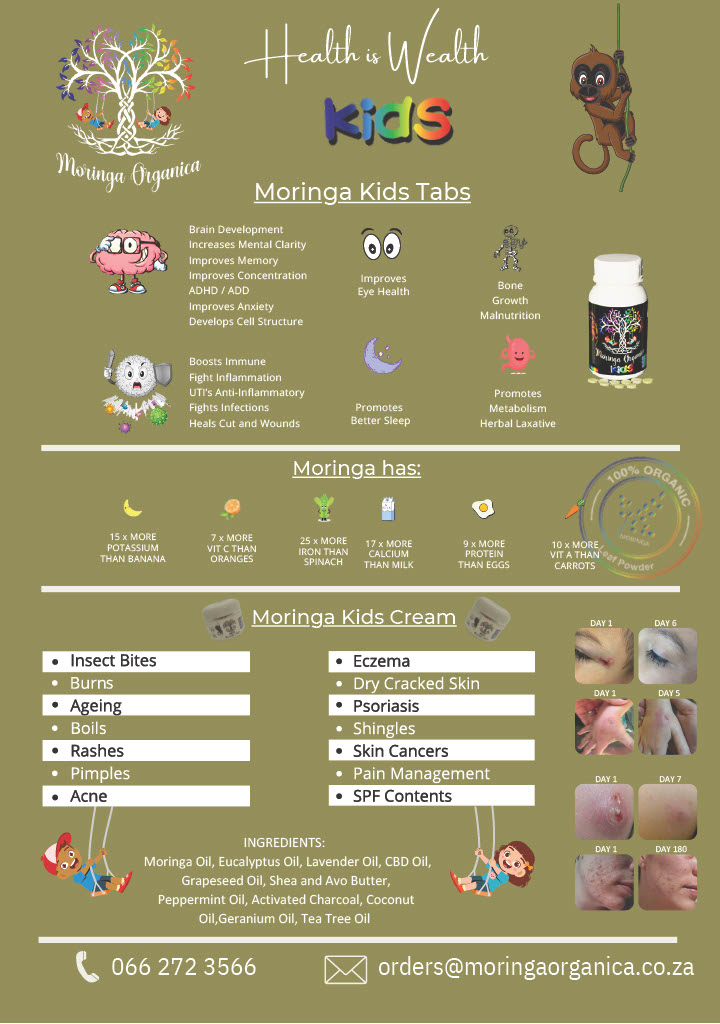 Health is Wealth
Kids
Moringa Organica
Moringa Kids Tabs
Brain Development
Increases Mental Clarity
Improves Memory
Improves Concentration
ADHD / ADD
Improves Anxiety
Develops Cell Structure
Improves
Eye Health
Bone
Growth
Malnutrition
Moringa Organica
Kids
Boosts Immune
Fight Inflammation
UTI's Anti-Inflammatory
Fights Infections
Heals Cut and Wounds
Promotes
Better Sleep
Promotes
Metabolism
Herbal Laxative
Moringa has:
15 x MORE
POTASSIUM
THAN BANANA
7 x MORE
VIT C THAN
ORANGES
25 x MORE
IRON THAN
SPINACH
17 x MORE
CALCIUM
THAN MILK
9 x MORE
PROTEIN
THAN EGGS
10 x MORE
VIT A THAN
CARROTS
100% ORGANIC
MORINGA
Leaf Powder
Moringa Kids Cream
• Insect Bites
• Burns
• Ageing
• Boils
• Rashes
• Pimples
• Acne
• Eczema
• Dry Cracked Skin
• Psoriasis
• Shingles
• Skin Cancers
• Pain Management
• SPF Contents
DAY 1 DAY 6
DAY 1 DAY 5
DAY 1 DAY 7
DAY 1 DAY 180
INGREDIENTS:
Moringa Oil, Eucalyptus Oil, Lavender Oil, CBD Oil,
Grapeseed Oil, Shea and Avo Butter,
Peppermint Oil, Activated Charcoal, Coconut
Oil,Geranium Oil, Tea Tree Oil
066 272 3566
orders@moringaorganica.co.za